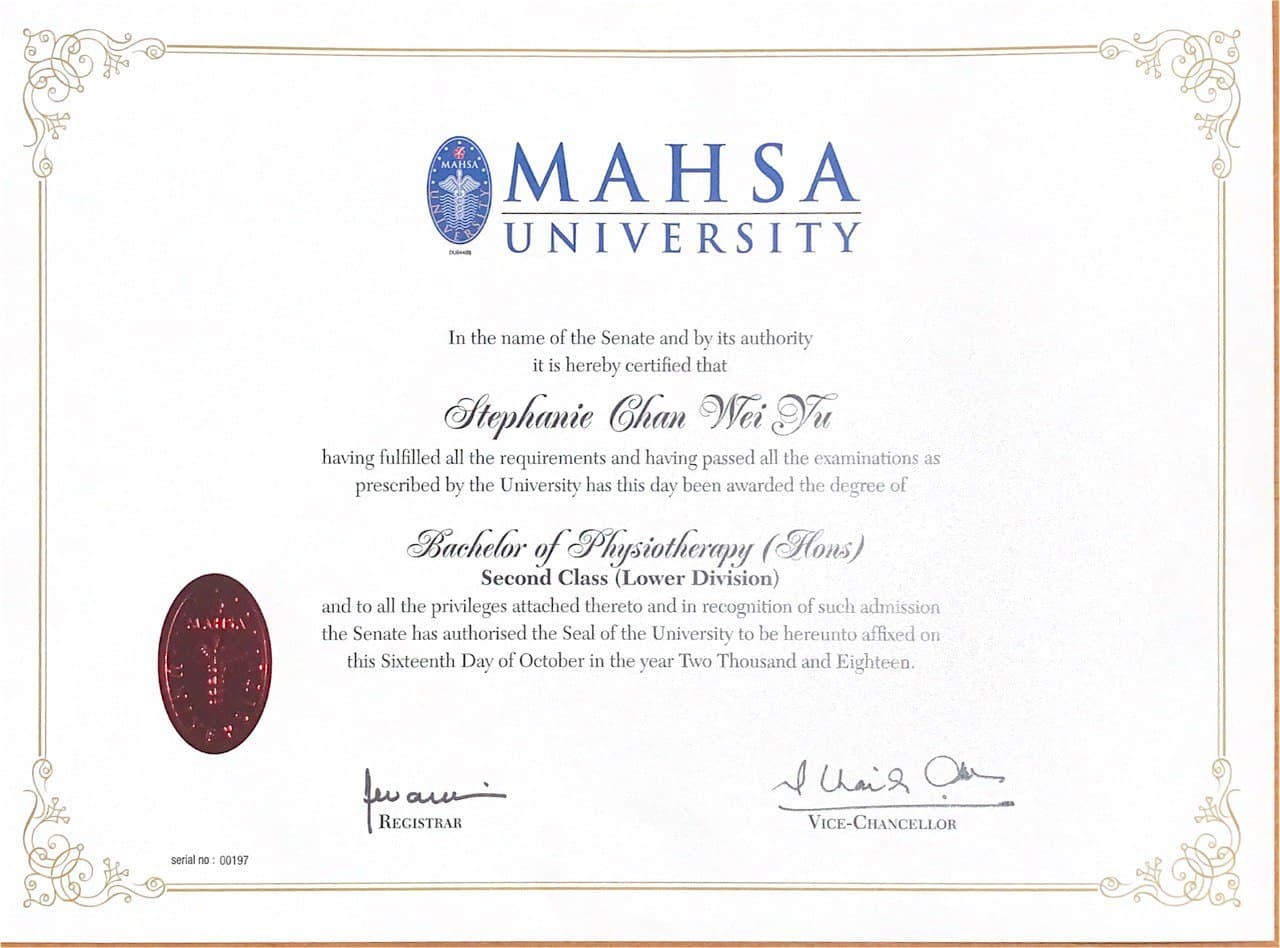 MAHSA
UNIVERSITY
MAHSA
UNIVERSITY
In the name of the Senate and by its authority
it is hereby certified that
Stephanie Chan Wei Yu
having fulfilled all the requirements and having passed all the examinations as
prescribed by the University has this day been awarded the degree of
Bachelor of Physiotherapy (Hons)
Second Class (Lower Division)
and to all the privileges attached thereto and in recognition of such admission
the Senate has authorised the Seal of the University to be hereunto affixed on
this Sixteenth Day of October in the year Two Thousand and Eighteen.
MAHSA
REGISTRAR
VICE-CHANCELLOR
serial no : 00197